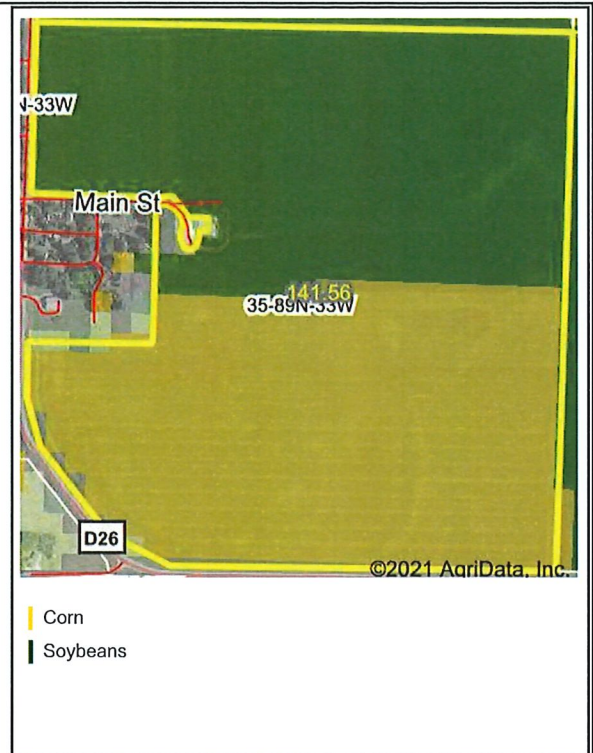 N-33W
Main St
141.56
35-89N-33W
D26
©2021 AgriData, Inc.
Corn
Soybeans